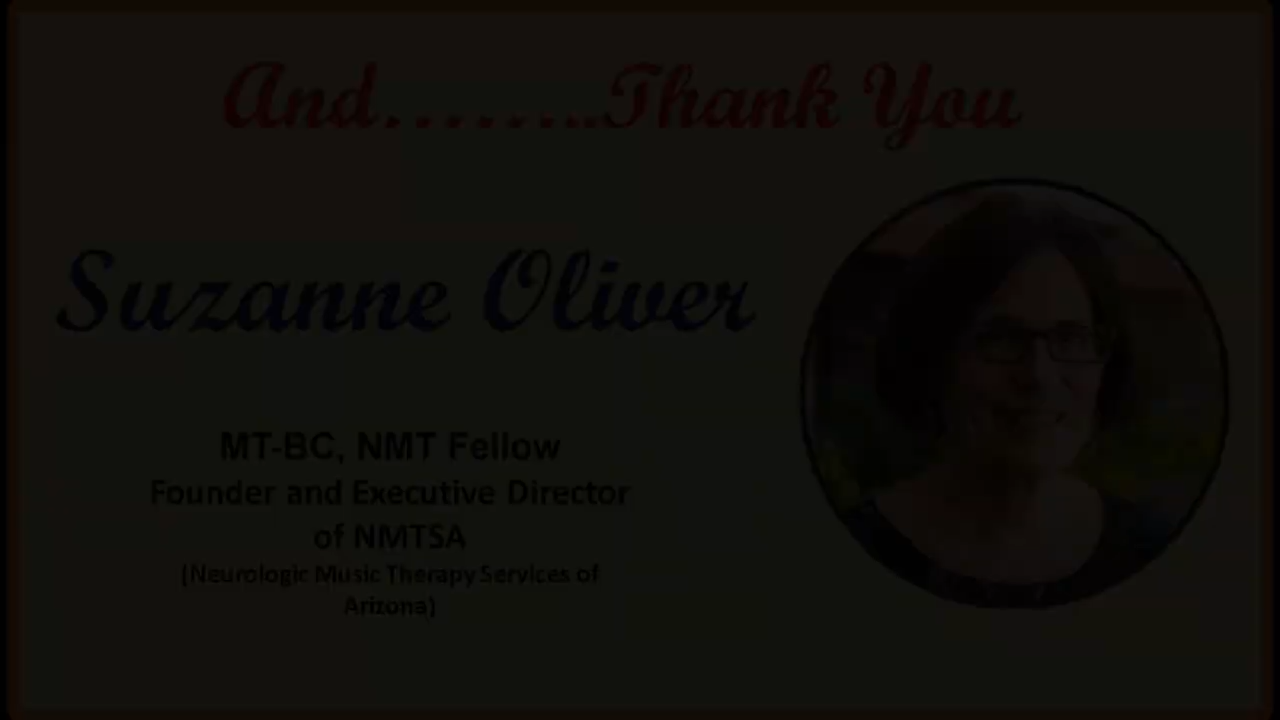 And……..Thank You
Suzanne Oliver
MT-BC, NMT Fellow
Founder and Executive Director
of NMTSA
(Neurologic Music Therapy Services of
Arizona)